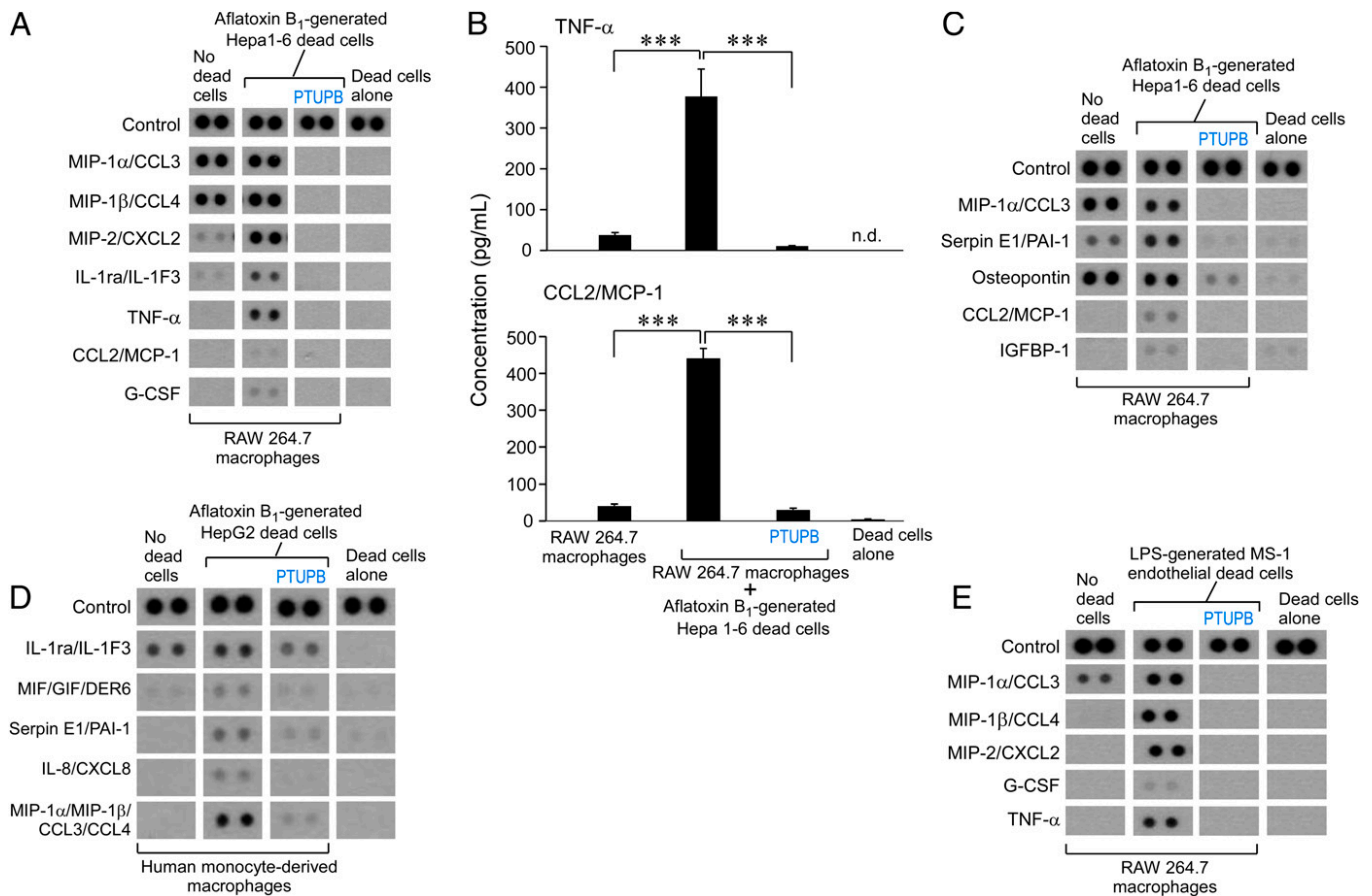 A
Aflatoxin B1-generated
Hepa1-6 dead cells
No
dead
cells
PTUPB
Dead cells
alone
Control
MIP-1α/CCL3
MIP-1β/CCL4
MIP-2/CXCL2
IL-1ra/IL-1F3
TNF-α
CCL2/MCP-1
G-CSF
RAW 264.7
macrophages
B
TNF-α
500
400
300
200
100
0
***
***
n.d.
CCL2/MCP-1
500
400
300
200
100
0
***
***
Concentration (pg/mL)
RAW 264.7
macrophages
PTUPB
Dead cells
alone
RAW 264.7 macrophages
+
Aflatoxin B1-generated
Hepa 1-6 dead cells
C
Aflatoxin B1-generated
Hepa1-6 dead cells
No
dead
cells
PTUPB
Dead cells
alone
Control
MIP-1α/CCL3
Serpin E1/PAI-1
Osteopontin
CCL2/MCP-1
IGFBP-1
RAW 264.7
macrophages
D
Aflatoxin B1-generated
HepG2 dead cells
No
dead
cells
PTUPB
Dead cells
alone
Control
IL-1ra/IL-1F3
MIF/GIF/DER6
Serpin E1/PAI-1
IL-8/CXCL8
MIP-1α/MIP-1β/
CCL3/CCL4
Human monocyte-derived
macrophages
E
LPS-generated MS-1
endothelial dead cells
No
dead
cells
PTUPB
Dead cells
alone
Control
MIP-1α/CCL3
MIP-1β/CCL4
MIP-2/CXCL2
G-CSF
TNF-α
RAW 264.7
macrophages